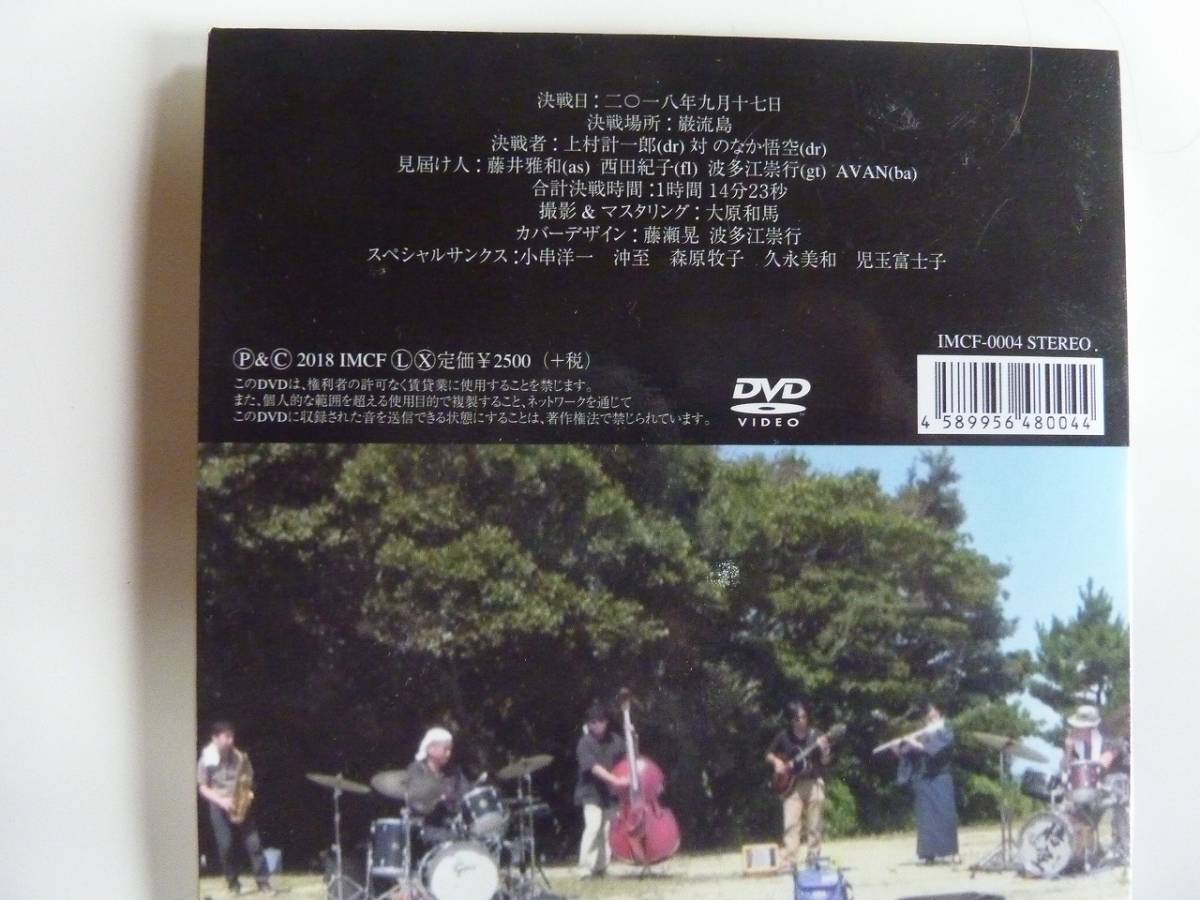 決戦日：二〇一八年九月十七日
決戦場所：巌流島
決戦者：上村計一郎(dr) 対 のなか悟空(dr)
見届け人：藤井雅和(as) 西田紀子(fl) 波多江崇行(gt) AVAN(ba)
合計決戦時間：1時間 14分23秒
撮影 & マスタリング：大原和馬
カバーデザイン：藤瀬晃 波多江崇行
スペシャルサンクス：小串洋一 沖至 森原牧子 久永美和 児玉富士子
Ⓟ&Ⓒ 2018 IMCF Ⓛ Ⓧ定価￥2500（+税）
このDVDは、権利者の許可なく賃貸業に使用することを禁じます。
また、個人的な範囲を超える使用目的で複製すること、ネットワークを通じて
このDVDに収録された音を送信できる状態にすることは、著作権法で禁じられています。
DVD
VIDEO
IMCF-0004 STEREO .
4 589956 480044